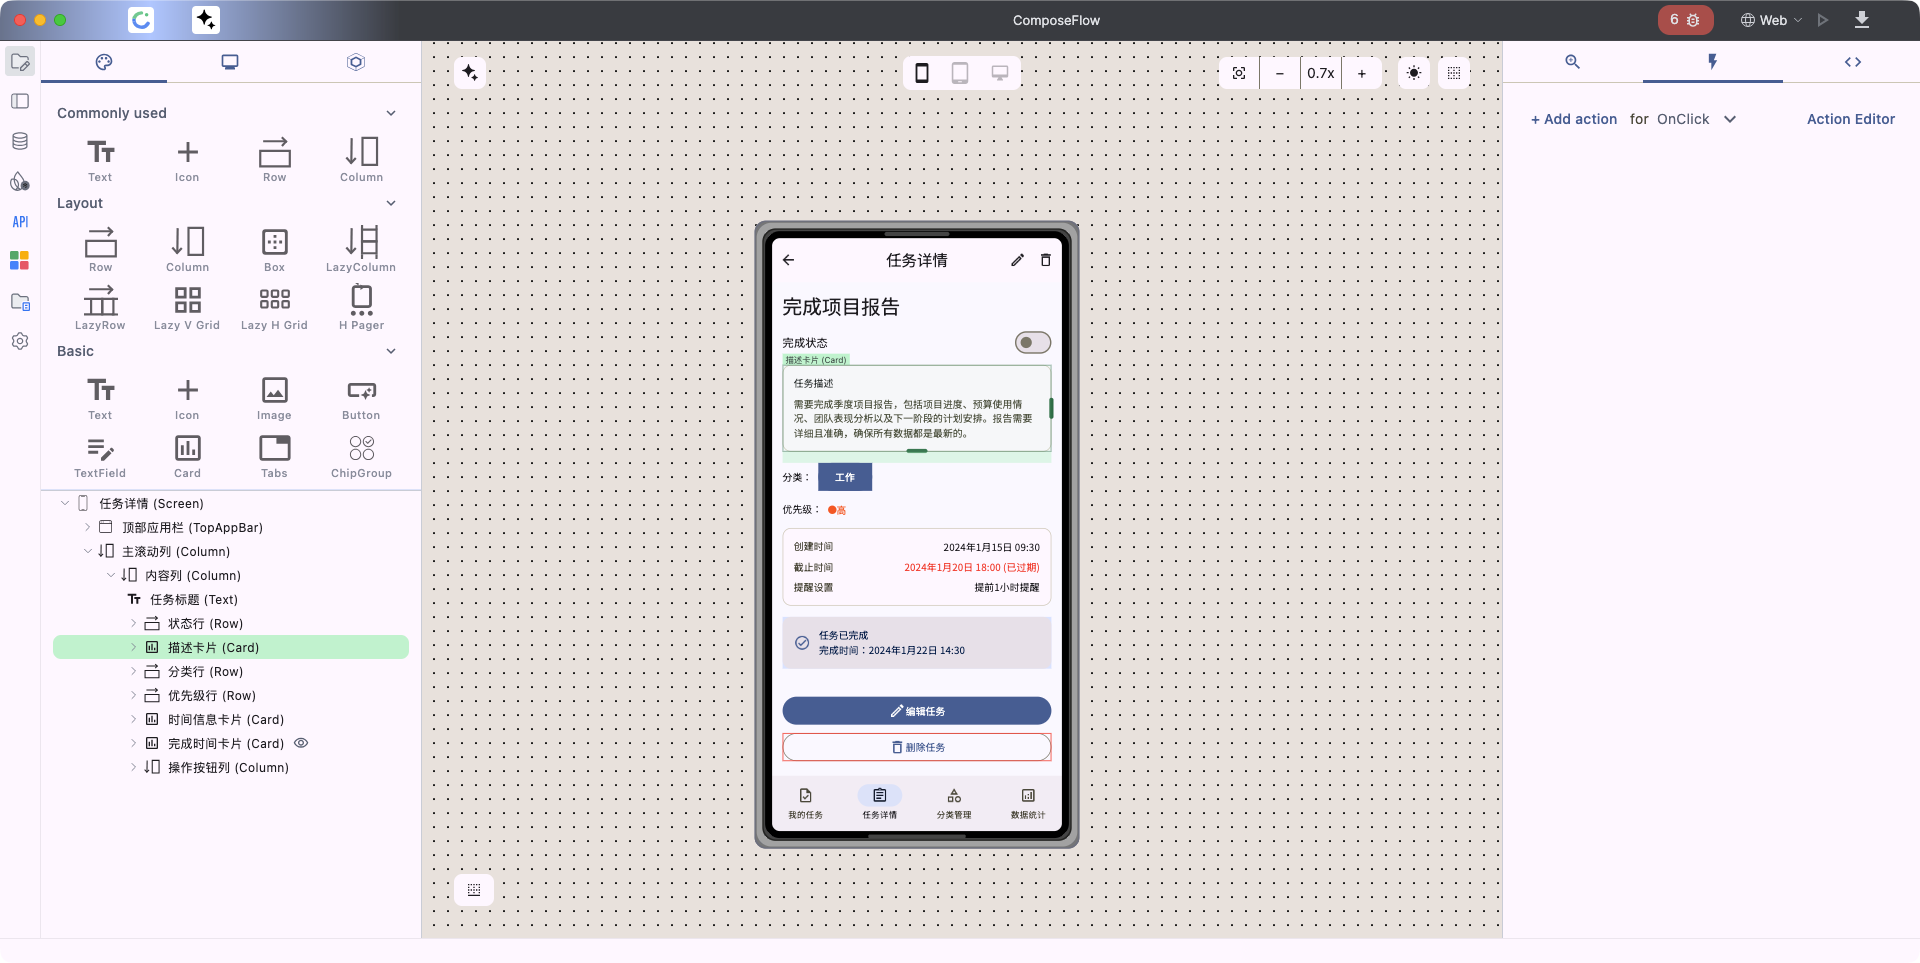 ComposeFlow
6
Web
0.7x
+ Add action for OnClick
Action Editor
Commonly used
Text
Icon
Row
Column
Layout
Row
Column
Box
LazyColumn
LazyRow
Lazy V Grid
Lazy H Grid
H Pager
Basic
Text
Icon
Image
Button
TextField
Card
Tabs
ChipGroup
API
任务详情 (Screen)
顶部应用栏 (TopAppBar)
主滚动列 (Column)
内容列 (Column)
任务标题 (Text)
状态行 (Row)
描述卡片 (Card)
分类行 (Row)
优先级行 (Row)
时间信息卡片 (Card)
完成时间卡片 (Card)
操作按钮列 (Column)
任务详情
完成项目报告
完成状态
描述卡片 (Card)
任务描述
需要完成季度项目报告，包括项目进度、预算使用情
况、团队表现分析以及下一阶段的计划安排。报告需要
详细且准确，确保所有数据都是最新的。
分类：
工作
优先级：
高
创建时间
2024年1月15日 09:30
截止时间
2024年1月20日 18:00 (已过期)
提醒设置
提前1小时提醒
任务已完成
完成时间：2024年1月22日 14:30
编辑任务
删除任务
我的任务
任务详情
分类管理
数据统计